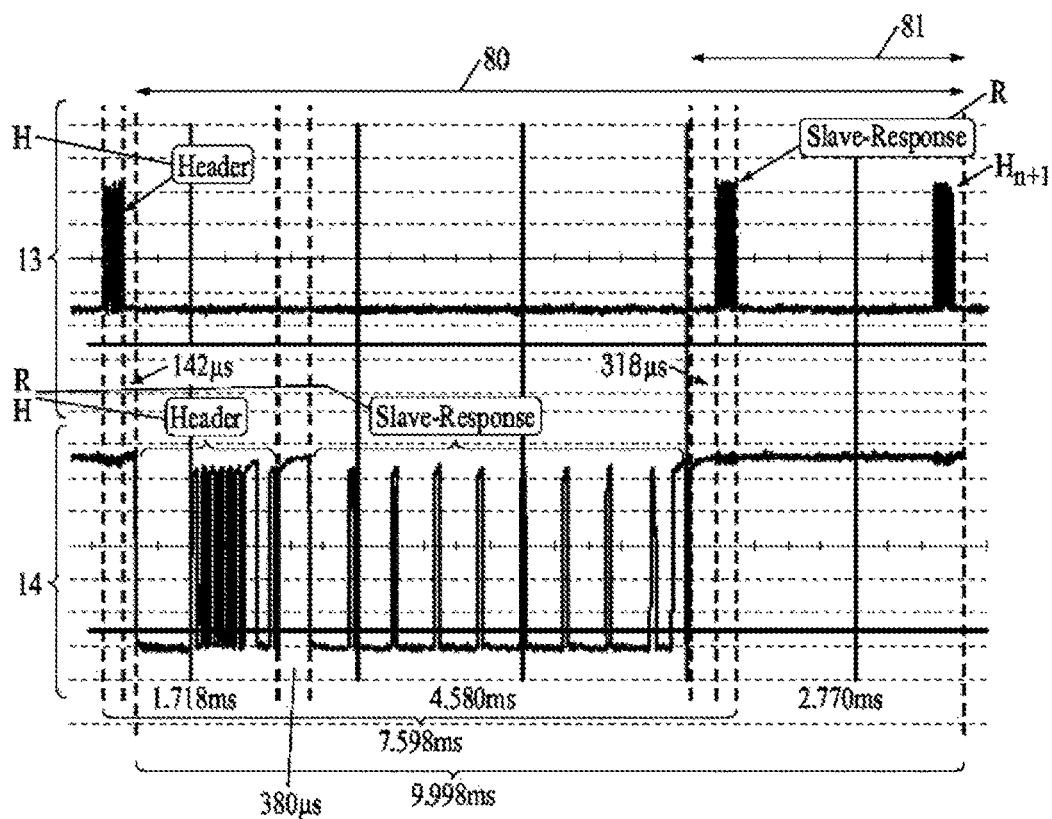 81
80
R
H
Header
Slave-Response
Hn+1
13
142µs
318µs
R
H
Header
Slave-Response
14
1.718ms
4.580ms
2.770ms
7.598ms
9.998ms
380µs